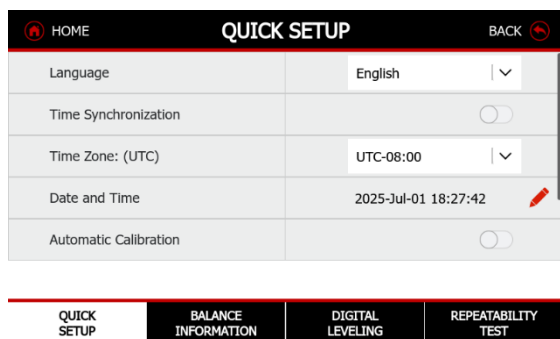 HOME QUICK SETUP BACK
Language English
Time Synchronization
Time Zone: (UTC) UTC-08:00
Date and Time 2025-Jul-01 18:27:42
Automatic Calibration
QUICK SETUP BALANCE INFORMATION DIGITAL LEVELING REPEATABILITY TEST